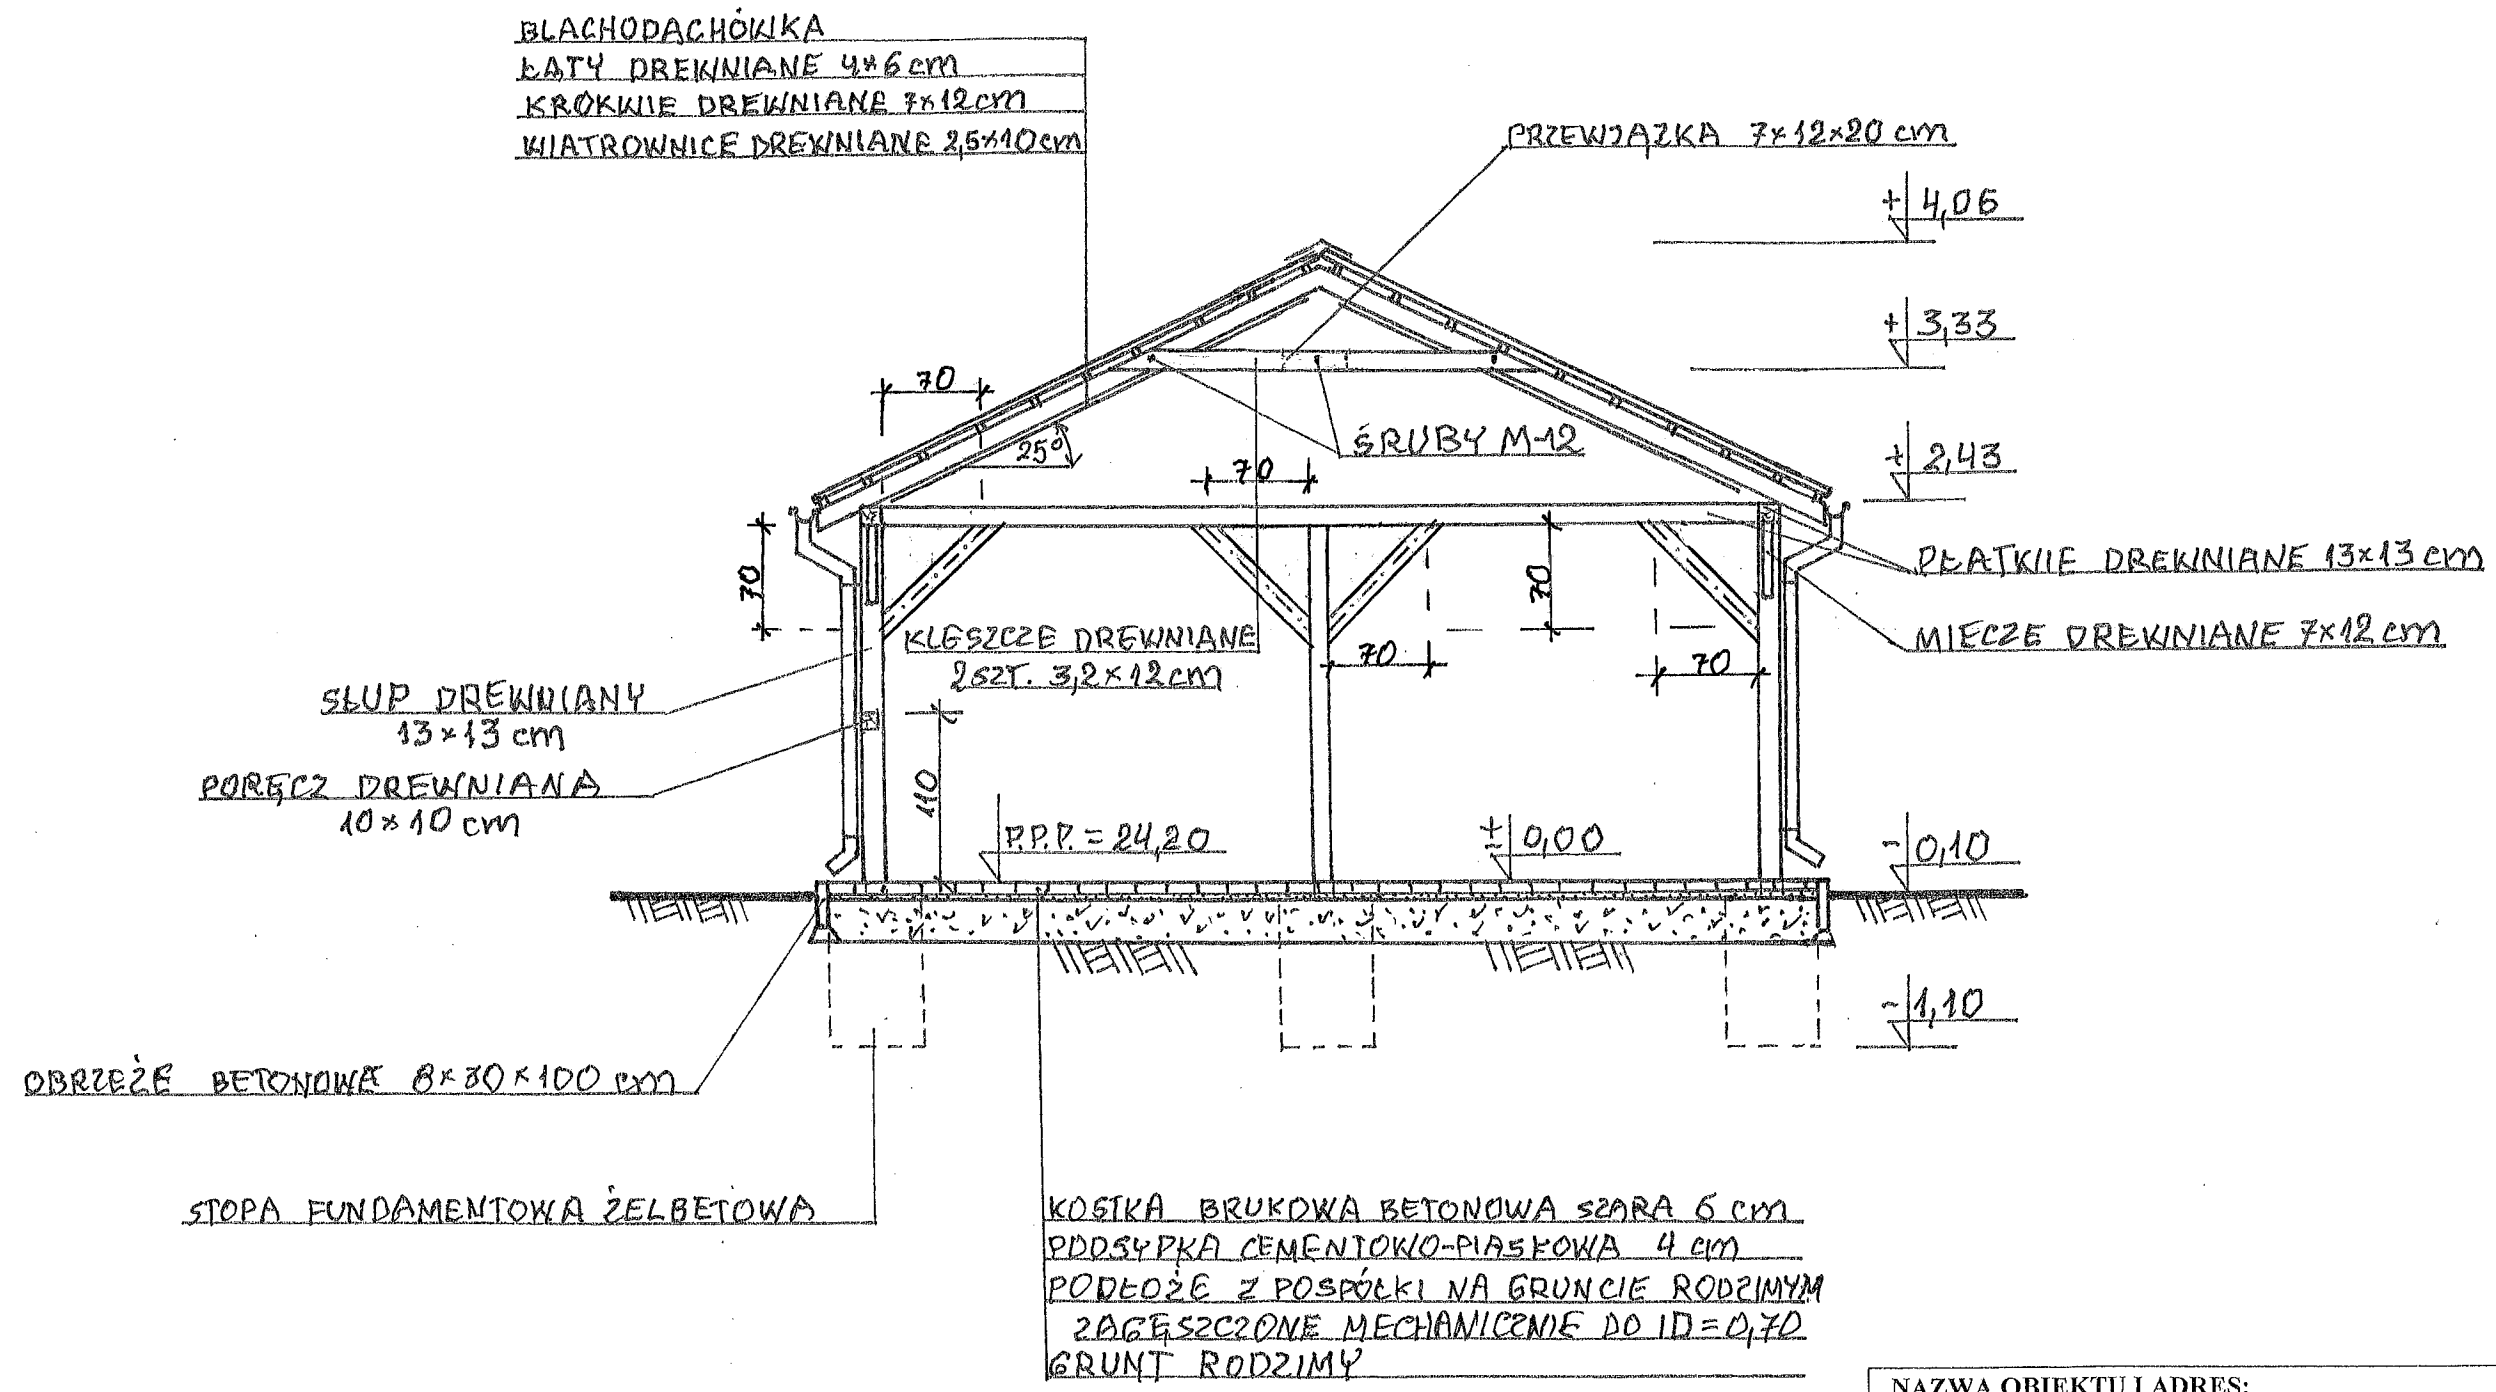 BLACHODACHÓWKA
ŁATY DREWNIANE 4x6 cm
KROKWIE DREWNIANE 7x12 cm
WIATROWNICE DREWNIANE 2,5x10 cm
PRZEWIĄZKA 7x12x20 cm
+ 4,06
+ 3,33
70
25°
ŚRUBY M-12
+ 2,43
70
70
70
PŁATWIE DREWNIANE 13x13 cm
KLESZCZE DREWNIANE
2szt. 3,2x12 cm
70
70
MIECZE DREWNIANE 7x12 cm
SŁUP DREWNIANY
13x13 cm
PORĘCZ DREWNIANA
10x10 cm
110
P.P.P. = 24,20
± 0,00
- 0,10
- 1,10
OBRZEŻE BETONOWE 8x30x100 cm
STOPA FUNDAMENTOWA ŻELBETOWA
KOSTKA BRUKOWA BETONOWA SZARA 6 cm
PODSYPKA CEMENTOWO-PIASKOWA 4 cm
PODŁOŻE Z POSPÓŁKI NA GRUNCIE RODZIMYM
ZAGĘSZCZONE MECHANICZNIE DO ID = 0,70
GRUNT RODZIMY
NAZWA OBIEKTU I ADRES: